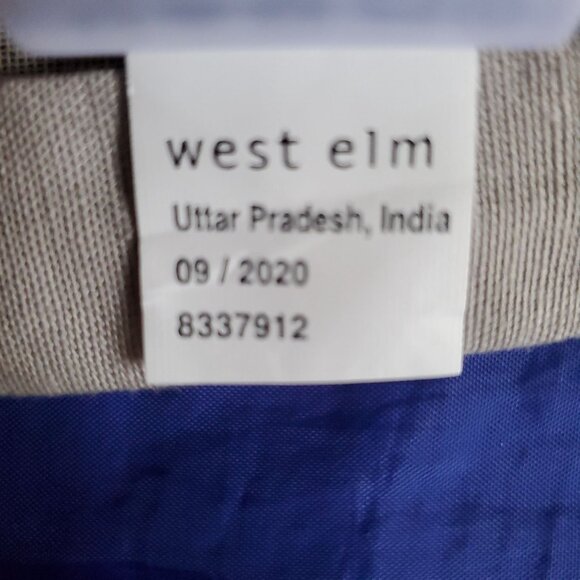 west elm
Uttar Pradesh, India
09 / 2020
8337912